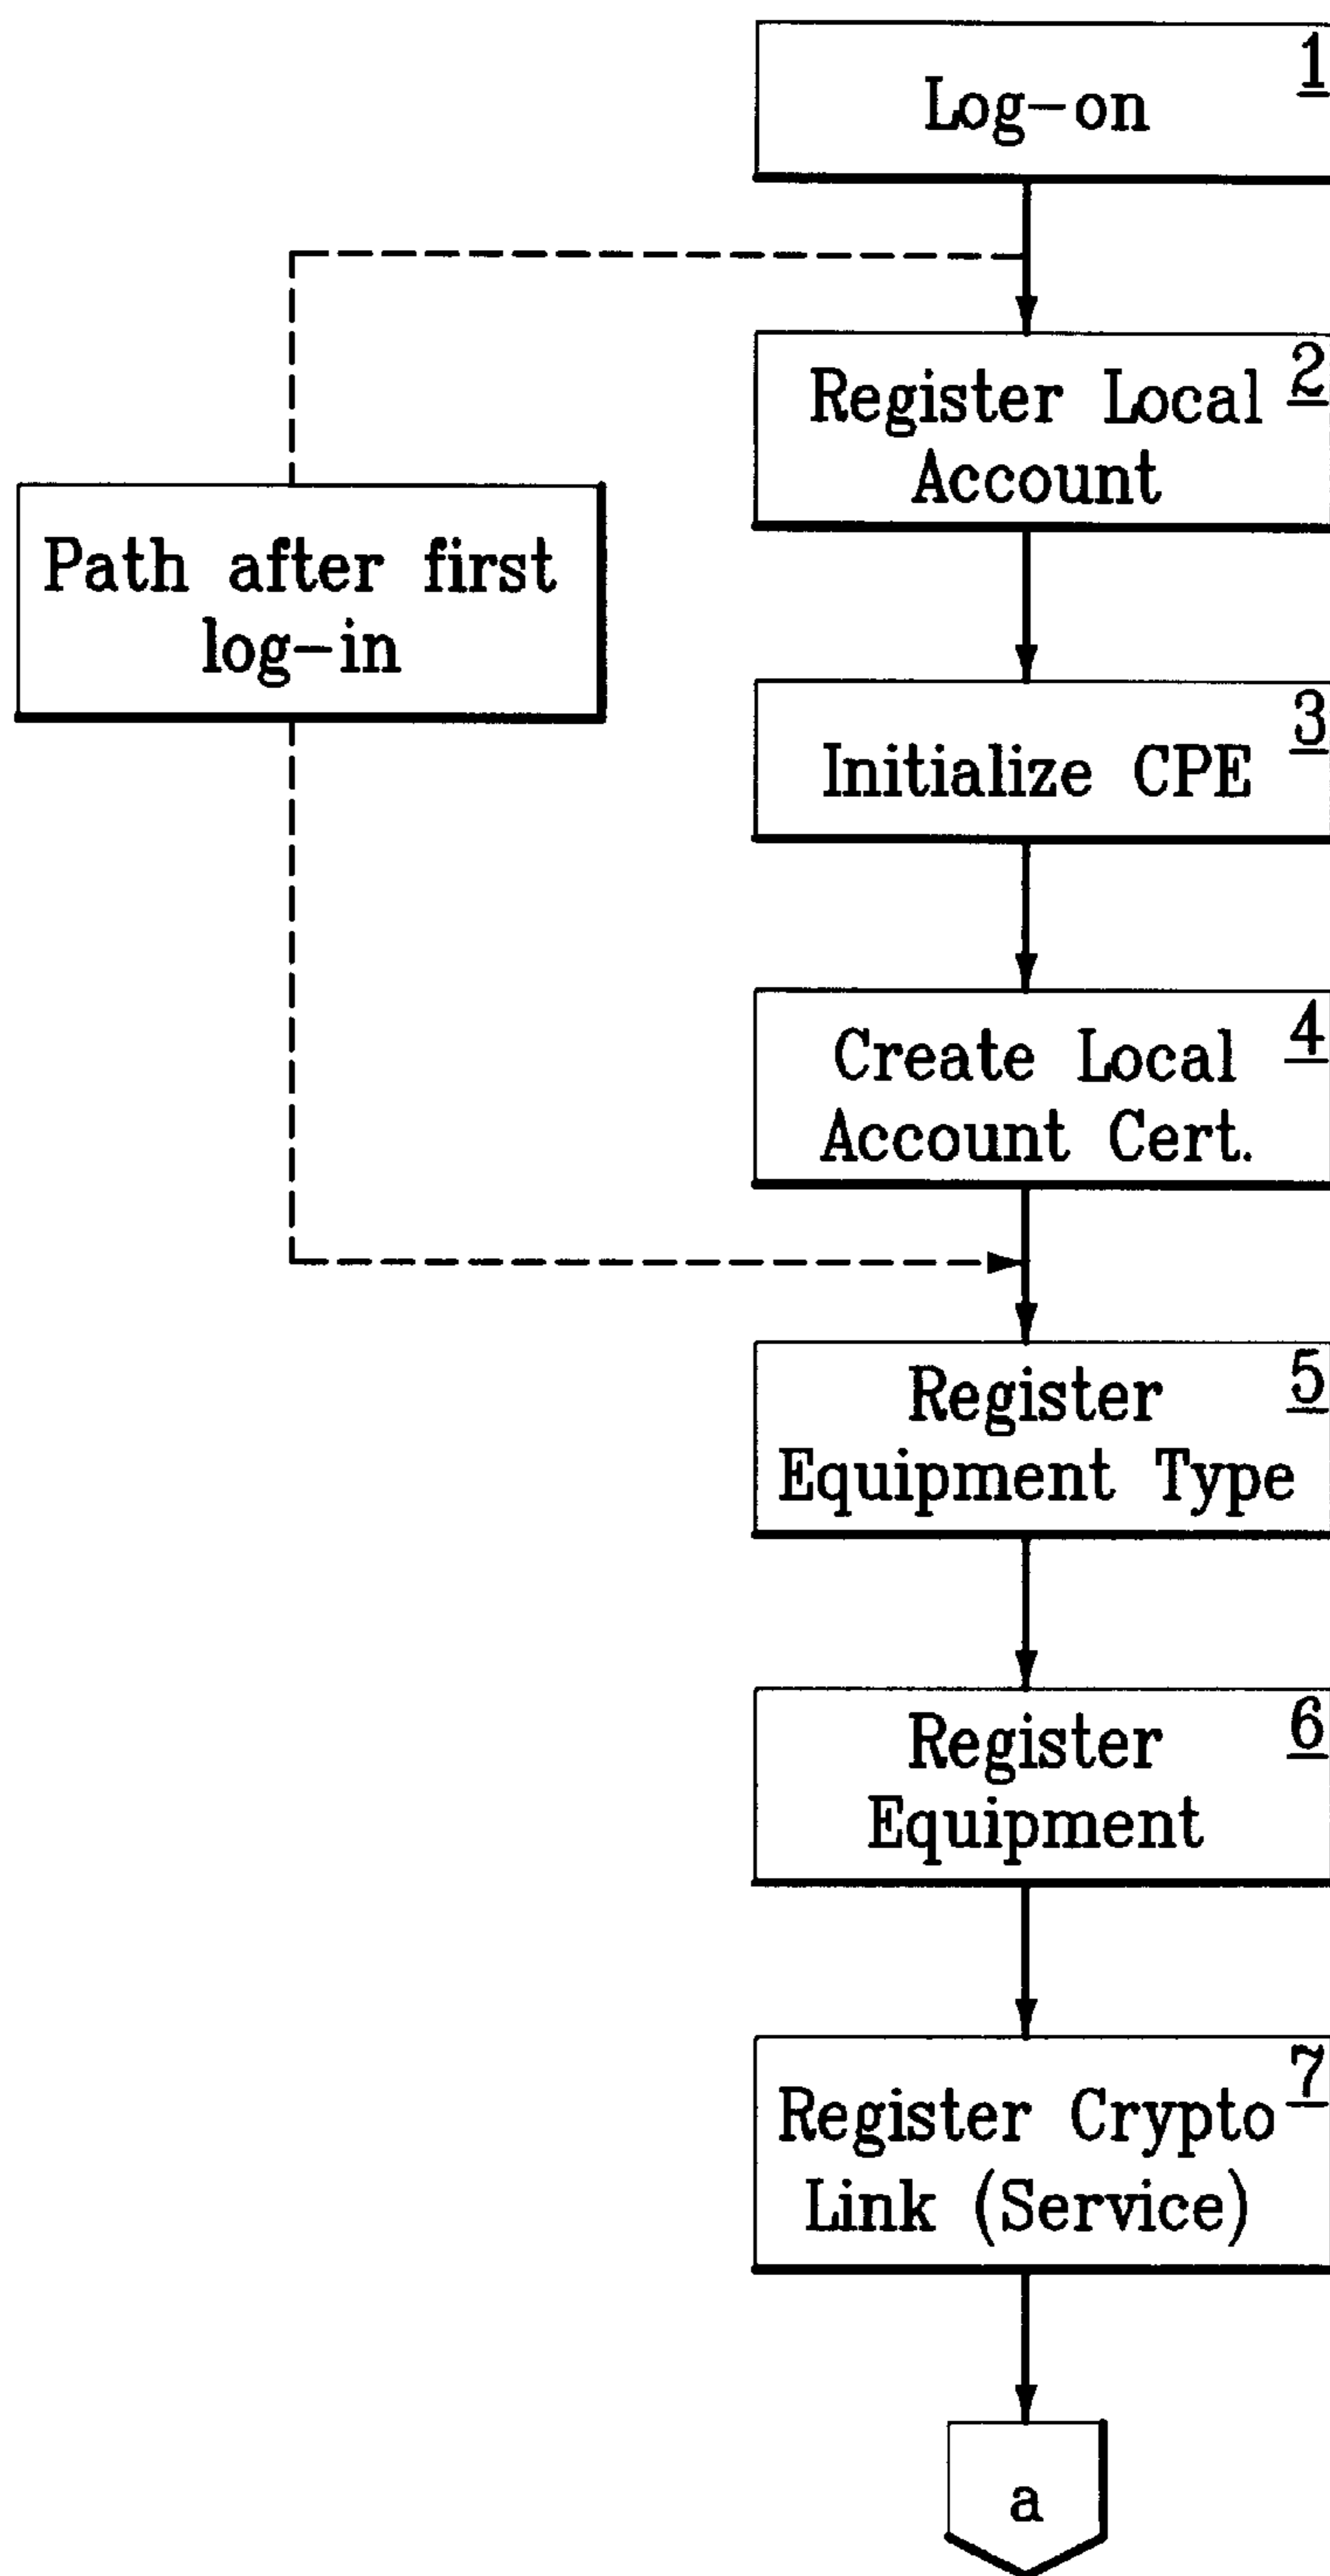 1
Log-on
2
Register Local
Account
Path after first
log-in
3
Initialize CPE
4
Create Local
Account Cert.
5
Register
Equipment Type
6
Register
Equipment
7
Register Crypto
Link (Service)
a